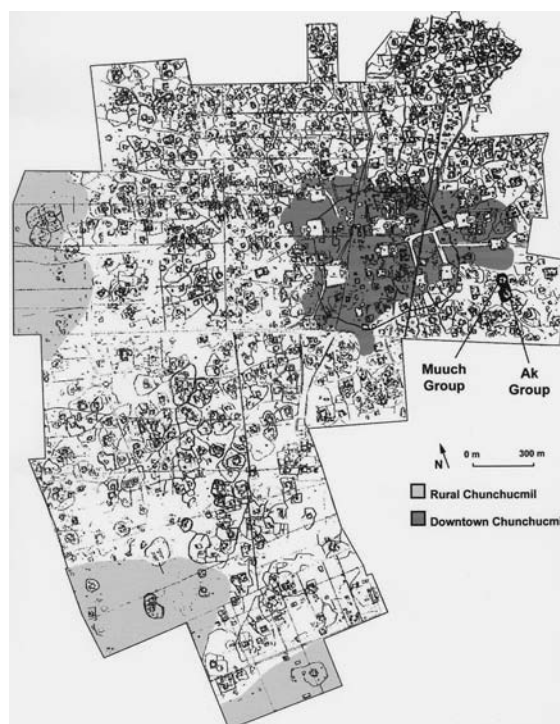 Muuch
Group
Ak
Group
N
0 m
300 m
Rural Chunchucmil
Downtown Chunchucmil